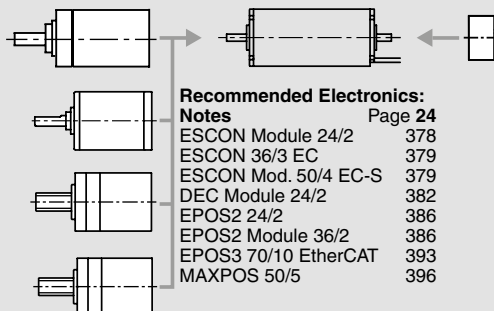 Recommended Electronics:
Notes Page 24
ESCON Module 24/2 378
ESCON 36/3 EC 379
ESCON Mod. 50/4 EC-S 379
DEC Module 24/2 382
EPOS2 24/2 386
EPOS2 Module 36/2 386
EPOS3 70/10 EtherCAT 393
MAXPOS 50/5 396